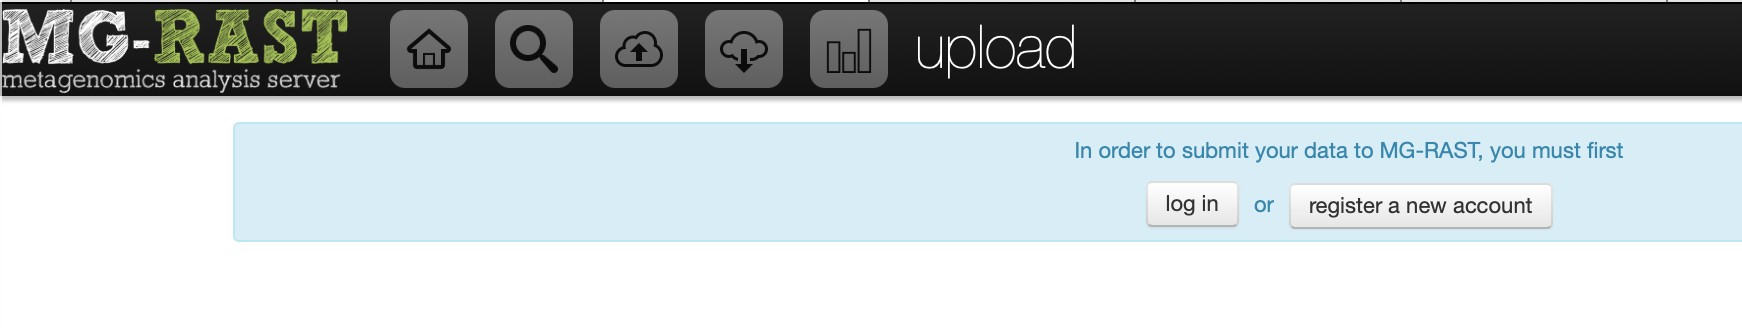 MG-RAST
metagenomics analysis server
upload
In order to submit your data to MG-RAST, you must first
log in or register a new account